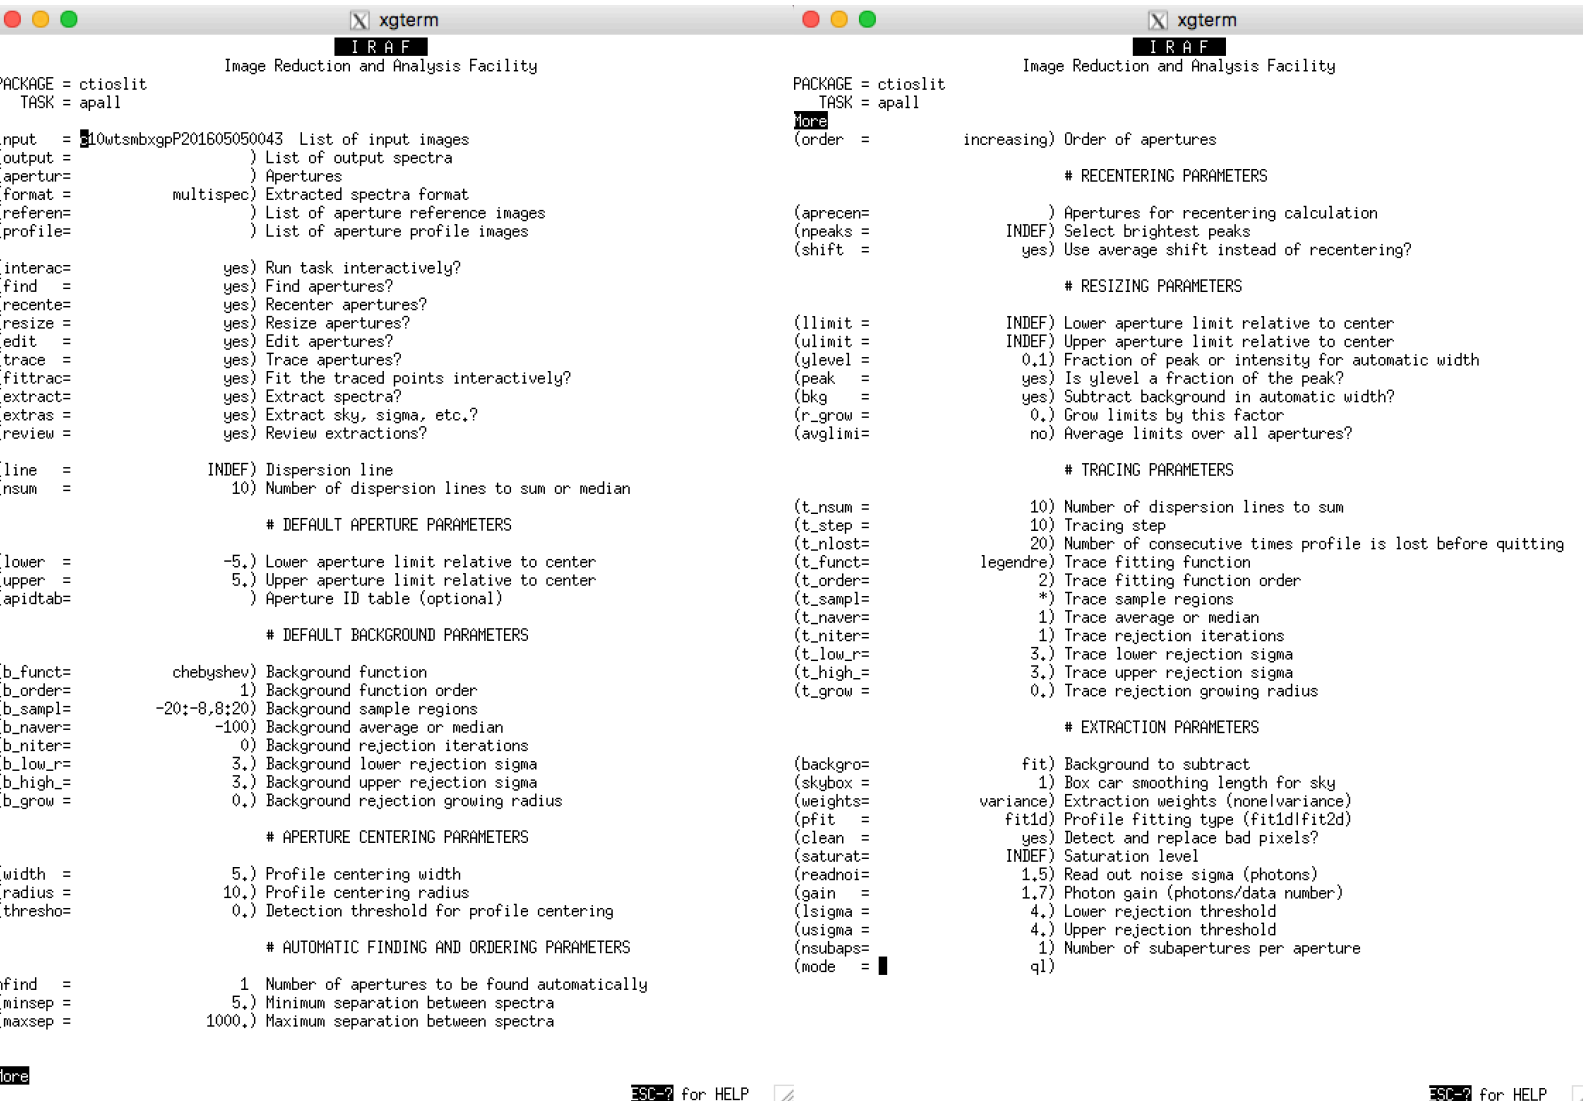 xgterm
I R A F
Image Reduction and Analysis Facility
PACKAGE = ctioslit
TASK = apall
input = c10wtsmbxgpP201605050043 List of input images
(output = ) List of output spectra
(apertur= ) Apertures
(format = multispec) Extracted spectra format
(referen= ) List of aperture reference images
(profile= ) List of aperture profile images
(interac= yes) Run task interactively?
(find = yes) Find apertures?
(recente= yes) Recenter apertures?
(resize = yes) Resize apertures?
(edit = yes) Edit apertures?
(trace = yes) Trace apertures?
(fittrac= yes) Fit the traced points interactively?
(extract= yes) Extract spectra?
(extras = yes) Extract sky, sigma, etc.?
(review = yes) Review extractions?
(line = INDEF) Dispersion line
(nsum = 10) Number of dispersion lines to sum or median
# DEFAULT APERTURE PARAMETERS
(lower = -5.) Lower aperture limit relative to center
(upper = 5.) Upper aperture limit relative to center
(apidtab= ) Aperture ID table (optional)
# DEFAULT BACKGROUND PARAMETERS
(b_funct= chebyshev) Background function
(b_order= 1) Background function order
(b_sampl= -20:-8,8:20) Background sample regions
(b_naver= -100) Background average or median
(b_niter= 0) Background rejection iterations
(b_low_r= 3.) Background lower rejection sigma
(b_high_= 3.) Background upper rejection sigma
(b_grow = 0.) Background rejection growing radius
# APERTURE CENTERING PARAMETERS
(width = 5.) Profile centering width
(radius = 10.) Profile centering radius
(thresho= 0.) Detection threshold for profile centering
# AUTOMATIC FINDING AND ORDERING PARAMETERS
nfind = 1 Number of apertures to be found automatically
(minsep = 5.) Minimum separation between spectra
(maxsep = 1000.) Maximum separation between spectra
More
ESC-? for HELP
xgterm
I R A F
Image Reduction and Analysis Facility
PACKAGE = ctioslit
TASK = apall
More
(order = increasing) Order of apertures
# RECENTERING PARAMETERS
(aprecen= ) Apertures for recentering calculation
(npeaks = INDEF) Select brightest peaks
(shift = yes) Use average shift instead of recentering?
# RESIZING PARAMETERS
(llimit = INDEF) Lower aperture limit relative to center
(ulimit = INDEF) Upper aperture limit relative to center
(ylevel = 0.1) Fraction of peak or intensity for automatic width
(peak = yes) Is ylevel a fraction of the peak?
(bkg = yes) Subtract background in automatic width?
(r_grow = 0.) Grow limits by this factor
(avglimi= no) Average limits over all apertures?
# TRACING PARAMETERS
(t_nsum = 10) Number of dispersion lines to sum
(t_step = 10) Tracing step
(t_nlost= 20) Number of consecutive times profile is lost before quitting
(t_funct= legendre) Trace fitting function
(t_order= 2) Trace fitting function order
(t_sampl= *) Trace sample regions
(t_naver= 1) Trace average or median
(t_niter= 1) Trace rejection iterations
(t_low_r= 3.) Trace lower rejection sigma
(t_high_= 3.) Trace upper rejection sigma
(t_grow = 0.) Trace rejection growing radius
# EXTRACTION PARAMETERS
(backgro= fit) Background to subtract
(skybox = 1) Box car smoothing length for sky
(weights= variance) Extraction weights (none|variance)
(pfit = fit1d) Profile fitting type (fit1d|fit2d)
(clean = yes) Detect and replace bad pixels?
(saturat= INDEF) Saturation level
(readnoi= 1.5) Read out noise sigma (photons)
(gain = 1.7) Photon gain (photons/data number)
(lsigma = 4.) Lower rejection threshold
(usigma = 4.) Upper rejection threshold
(nsubaps= 1) Number of subapertures per aperture
(mode = ql)
ESC-? for HELP